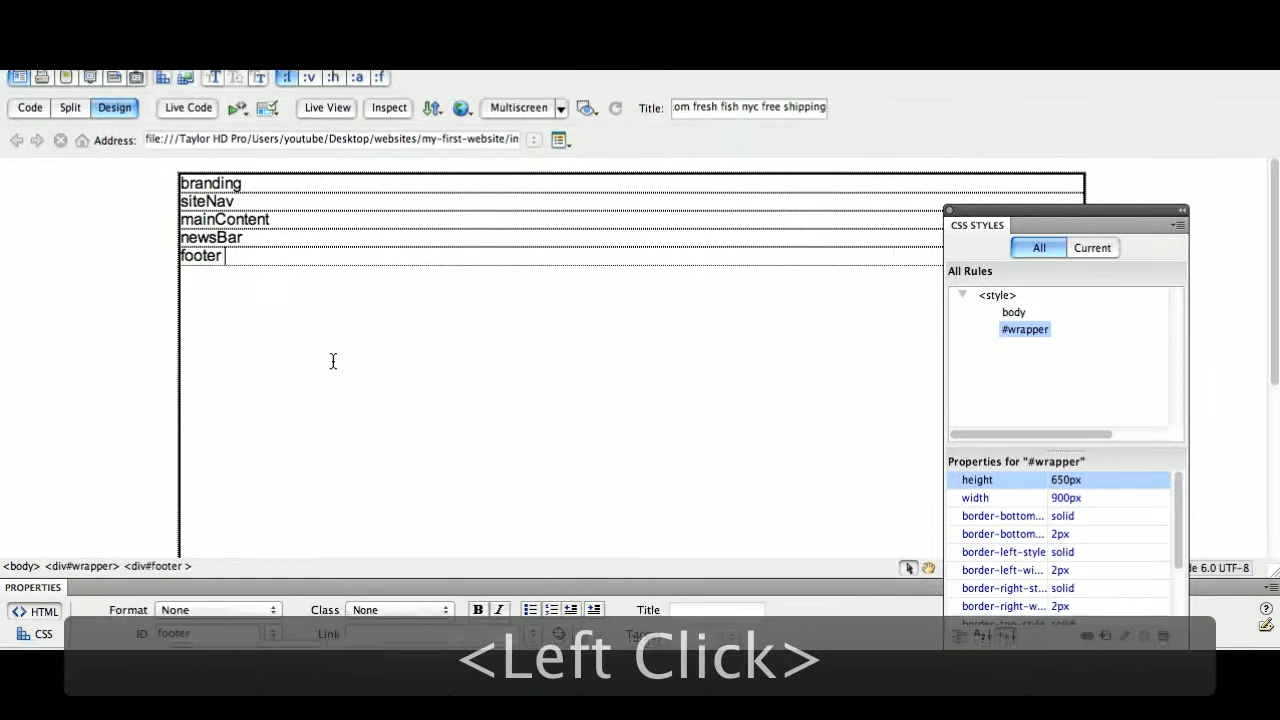 :l :v :h :a :f
Code Split Design Live Code Live View Inspect Multiscreen Title: om fresh fish nyc free shipping
Address: file:///Taylor HD Pro/Users/youtube/Desktop/websites/my-first-website/in
branding
siteNav
mainContent
newsBar
footer
CSS STYLES
All Current
All Rules
<style>
body
#wrapper
Properties for "#wrapper"
height 650px
width 900px
border-bottom... solid
border-bottom... 2px
border-left-style solid
border-left-wi... 2px
border-right-st... solid
border-right-w... 2px
<body> <div#wrapper> <div#footer >
de 6.0 UTF-8
PROPERTIES
<> HTML Format None Class None B I Title
CSS ID footer Link Target
<Left Click>